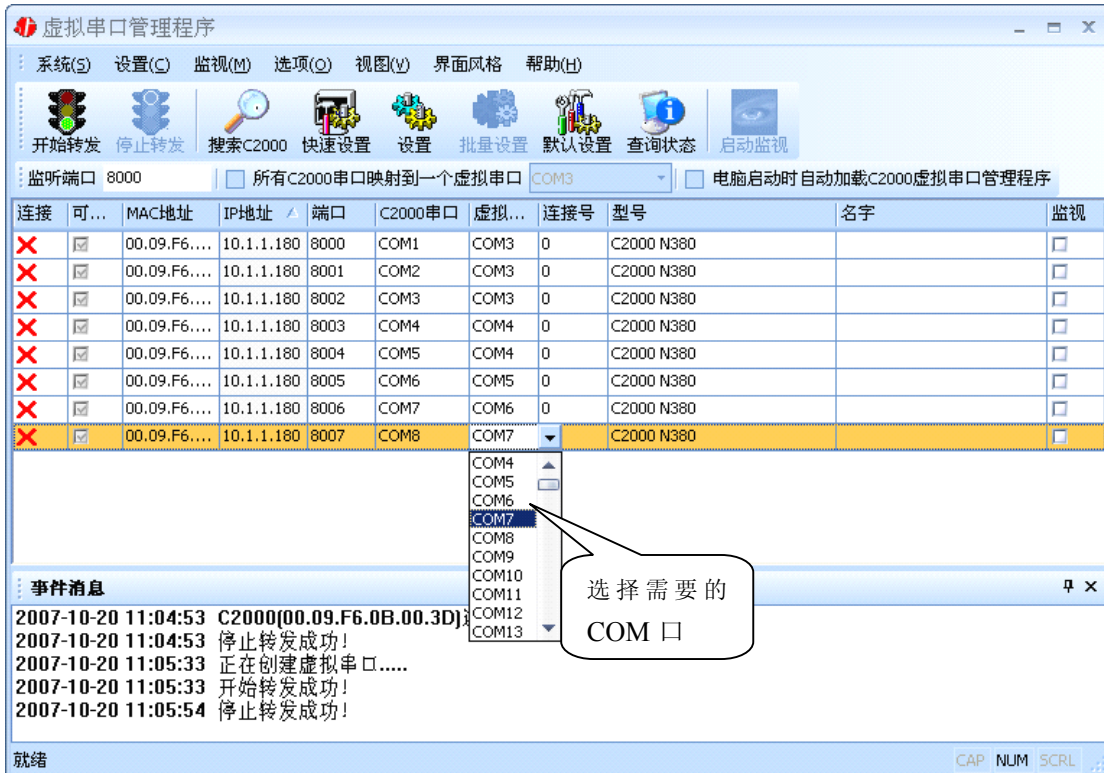 虚拟串口管理程序
系统(S) 设置(C) 监视(M) 选项(O) 视图(V) 界面风格 帮助(H)
开始转发 停止转发 搜索C2000 快速设置 设置 批量设置 默认设置 查询状态 启动监视
监听端口 8000 所有C2000串口映射到一个虚拟串口 COM3 电脑启动时自动加载C2000虚拟串口管理程序
连接 可... MAC地址 IP地址 端口 C2000串口 虚拟... 连接号 型号 名字 监视
00.09.F6.... 10.1.1.180 8000 COM1 COM3 0 C2000 N380
00.09.F6.... 10.1.1.180 8001 COM2 COM3 0 C2000 N380
00.09.F6.... 10.1.1.180 8002 COM3 COM3 0 C2000 N380
00.09.F6.... 10.1.1.180 8003 COM4 COM4 0 C2000 N380
00.09.F6.... 10.1.1.180 8004 COM5 COM4 0 C2000 N380
00.09.F6.... 10.1.1.180 8005 COM6 COM5 0 C2000 N380
00.09.F6.... 10.1.1.180 8006 COM7 COM6 0 C2000 N380
00.09.F6.... 10.1.1.180 8007 COM8 COM7 C2000 N380
COM4
COM5
COM6
COM7
COM8
COM9
COM10
COM11
COM12
COM13
选择需要的
COM 口
事件消息
2007-10-20 11:04:53 C2000(00.09.F6.0B.00.3D)
2007-10-20 11:04:53 停止转发成功!
2007-10-20 11:05:33 正在创建虚拟串口.....
2007-10-20 11:05:33 开始转发成功!
2007-10-20 11:05:54 停止转发成功!
就绪 CAP NUM SCRL